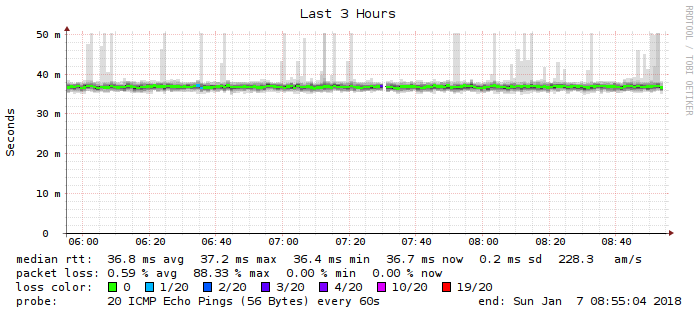 Last 3 Hours
RRDTOOL / TOBI OETIKER
Seconds
50 m
40 m
30 m
20 m
10 m
0
06:00 06:20 06:40 07:00 07:20 07:40 08:00 08:20 08:40
median rtt: 36.8 ms avg 37.2 ms max 36.4 ms min 36.7 ms now 0.2 ms sd 228.3 am/s
packet loss: 0.59 % avg 88.33 % max 0.00 % min 0.00 % now
loss color: 0 1/20 2/20 3/20 4/20 10/20 19/20
probe: 20 ICMP Echo Pings (56 Bytes) every 60s end: Sun Jan 7 08:55:04 2018